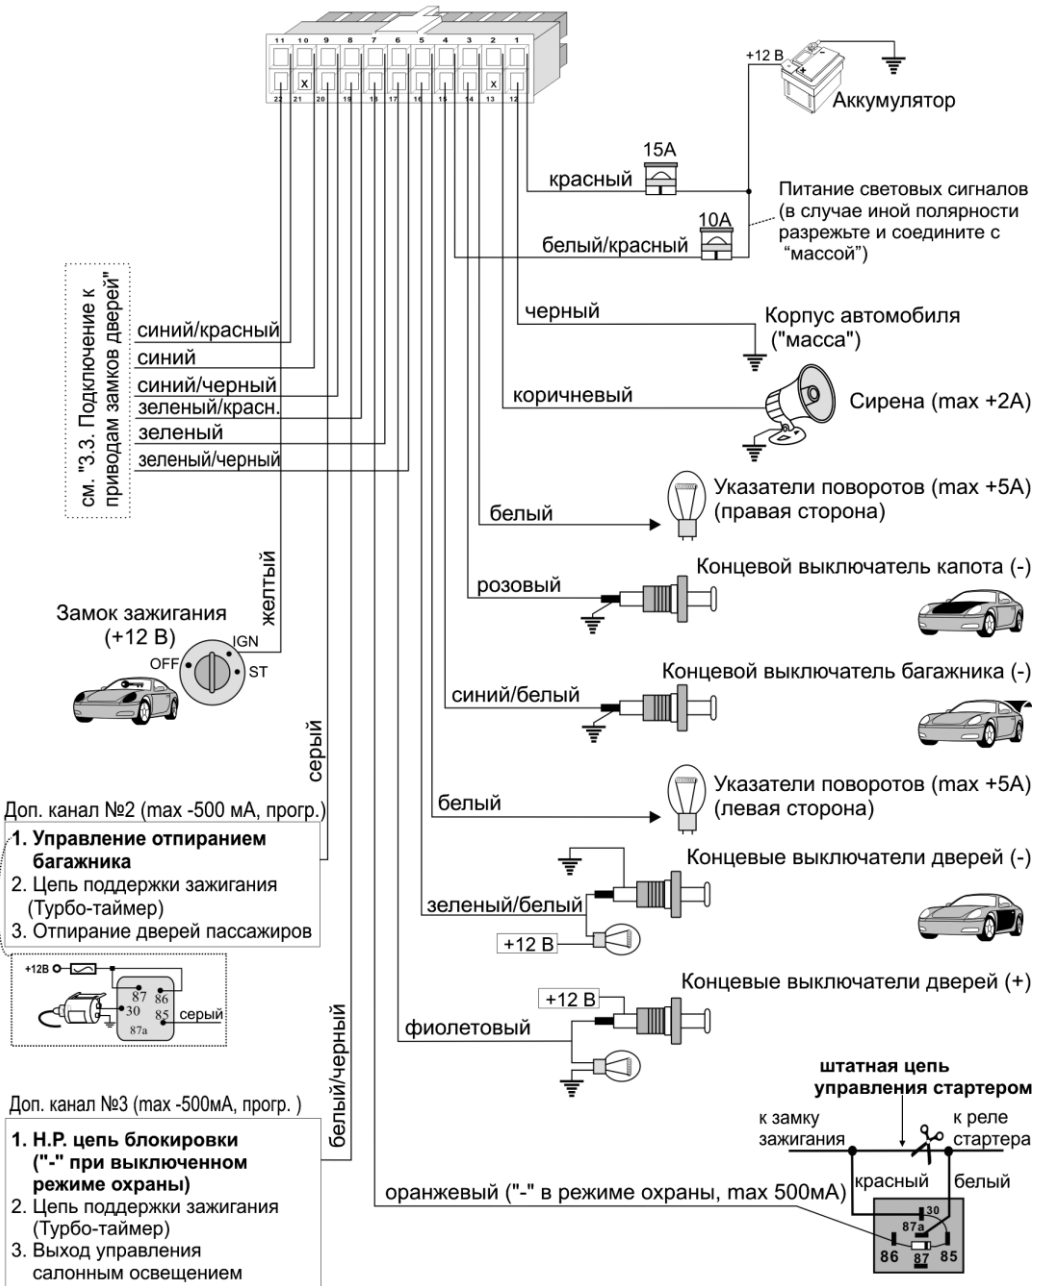 11 10 9 8 7 6 5 4 3 2 1
X X
22 21 20 19 18 17 16 15 14 13 12
+12 В
Аккумулятор
15А
красный
10А
белый/красный
Питание световых сигналов
(в случае иной полярности
разрежьте и соедините с
“массой”)
черный
Корпус автомобиля
("масса")
коричневый
Сирена (max +2А)
см. "3.3. Подключение к
приводам замков дверей"
синий/красный
синий
синий/черный
зеленый/красн.
зеленый
зеленый/черный
белый
Указатели поворотов (max +5А)
(правая сторона)
розовый
Концевой выключатель капота (-)
желтый
Замок зажигания
(+12 В)
IGN
OFF
ST
синий/белый
Концевой выключатель багажника (-)
серый
белый
Указатели поворотов (max +5А)
(левая сторона)
Доп. канал №2 (max -500 мА, прогр.)
1. Управление отпиранием
багажника
2. Цепь поддержки зажигания
(Турбо-таймер)
3. Отпирание дверей пассажиров
Концевые выключатели дверей (-)
зеленый/белый
+12 В
+12В
87 86
30
85
87а
серый
Концевые выключатели дверей (+)
+12 В
фиолетовый
белый/черный
Доп. канал №3 (max -500мА, прогр. )
1. Н.Р. цепь блокировки
("-" при выключенном
режиме охраны)
2. Цепь поддержки зажигания
(Турбо-таймер)
3. Выход управления
салонным освещением
штатная цепь
управления стартером
к замку
зажигания
к реле
стартера
красный
белый
оранжевый ("-" в режиме охраны, max 500мА)
30
87а
86 87 85